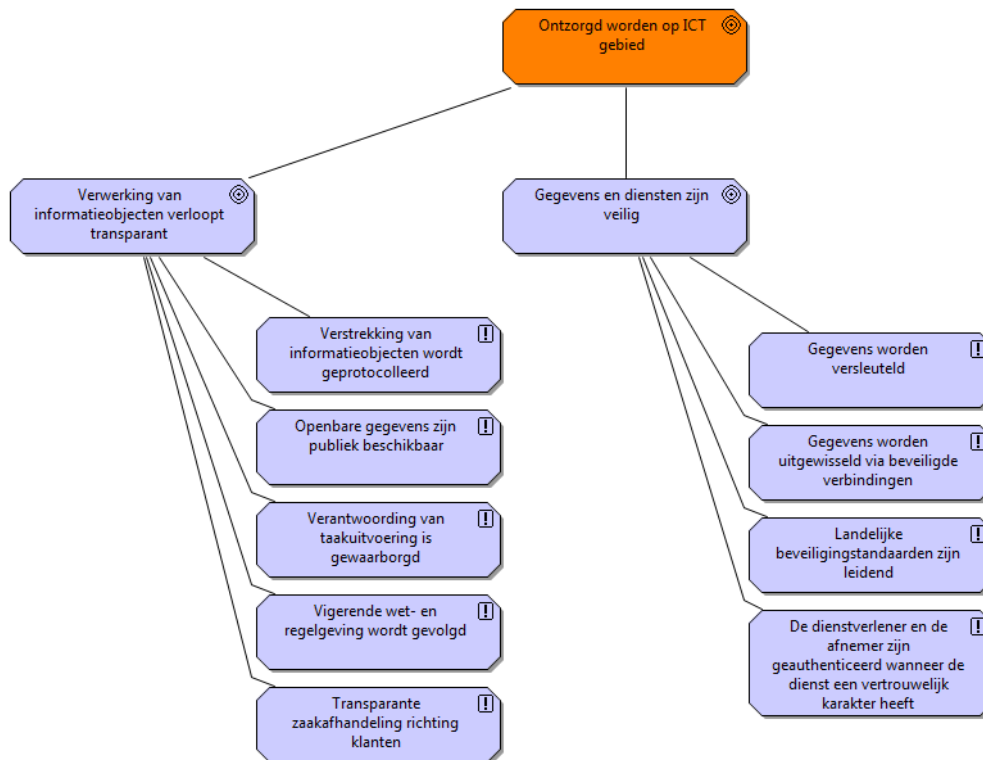 Ontzorgd worden op ICT
gebied
Verwerking van
informatieobjecten verloopt
transparant
Gegevens en diensten zijn
veilig
Verstrekking van
informatieobjecten wordt
geprotocolleerd
Openbare gegevens zijn
publiek beschikbaar
Verantwoording van
taakuitvoering is
gewaarborgd
Vigerende wet- en
regelgeving wordt gevolgd
Transparante
zaakafhandeling richting
klanten
Gegevens worden
versleuteld
Gegevens worden
uitgewisseld via beveiligde
verbindingen
Landelijke
beveiligingstandaarden zijn
leidend
De dienstverlener en de
afnemer zijn
geauthenticeerd wanneer de
dienst een vertrouwelijk
karakter heeft